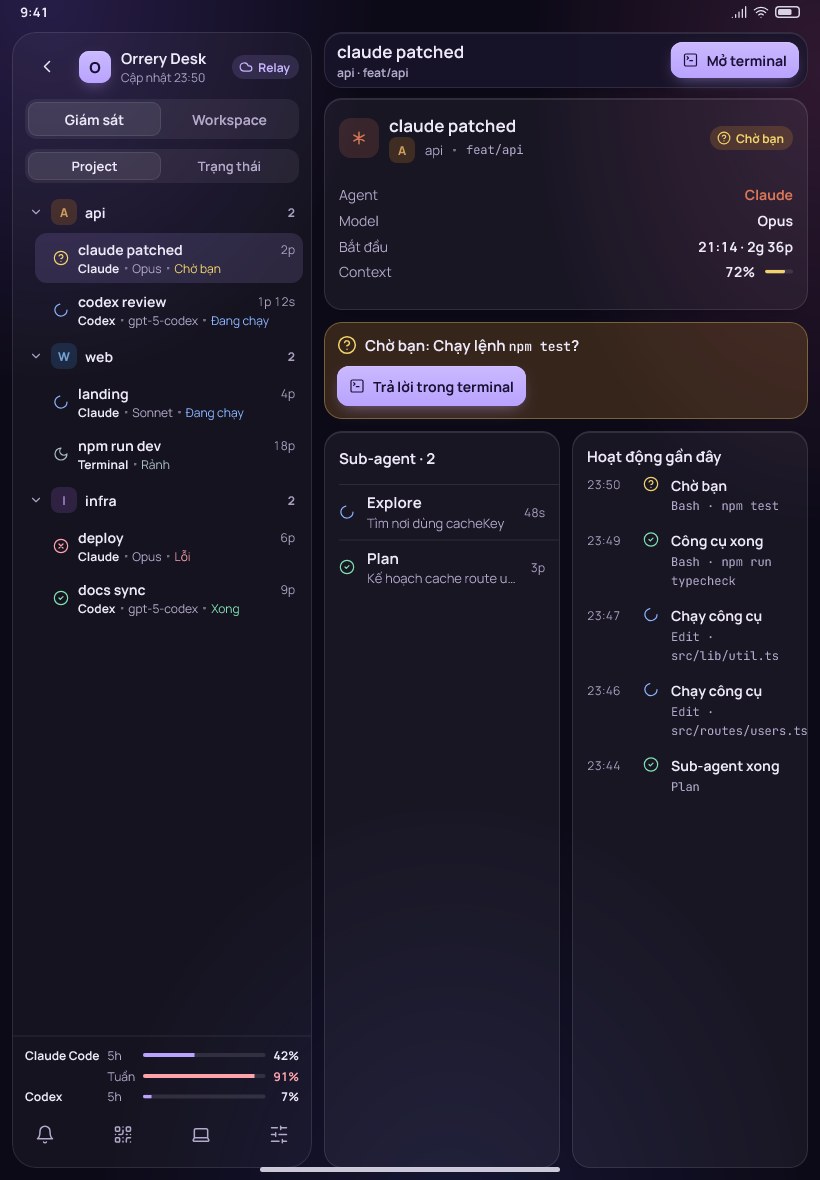 9:41
O
Orrery Desk
Cập nhật 23:50
Relay
Giám sát
Workspace
Project
Trạng thái
A api 2
claude patched 2p
Claude · Opus · Chờ bạn
codex review 1p 12s
Codex · gpt-5-codex · Đang chạy
W web 2
landing 4p
Claude · Sonnet · Đang chạy
npm run dev 18p
Terminal · Rảnh
I infra 2
deploy 6p
Claude · Opus · Lỗi
docs sync 9p
Codex · gpt-5-codex · Xong
Claude Code 5h 42%
Tuần 91%
Codex 5h 7%
claude patched
api · feat/api
Mở terminal
claude patched
A api · feat/api
Chờ bạn
Agent Claude
Model Opus
Bắt đầu 21:14 · 2g 36p
Context 72%
Chờ bạn: Chạy lệnh npm test?
Trả lời trong terminal
Sub-agent · 2
Explore
Tìm nơi dùng cacheKey 48s
Plan
Kế hoạch cache route u... 3p
Hoạt động gần đây
23:50 Chờ bạn
Bash · npm test
23:49 Công cụ xong
Bash · npm run
typecheck
23:47 Chạy công cụ
Edit ·
src/lib/util.ts
23:46 Chạy công cụ
Edit ·
src/routes/users.ts
23:44 Sub-agent xong
Plan